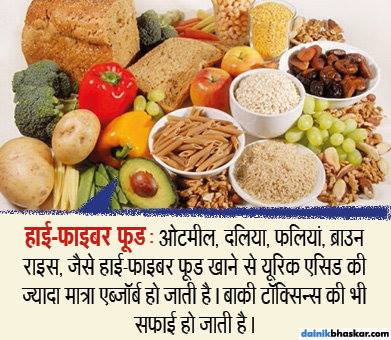 हाई-फाइबर फूड : ओटमील, दलिया, फलियां, ब्राउन
राइस, जैसे हाई-फाइबर फूड खाने से यूरिक एसिड की
ज्यादा मात्रा एब्जॉर्ब हो जाती है। बाकी टॉक्सिन्स की भी
सफाई हो जाती है।
dainikbhaskar.com